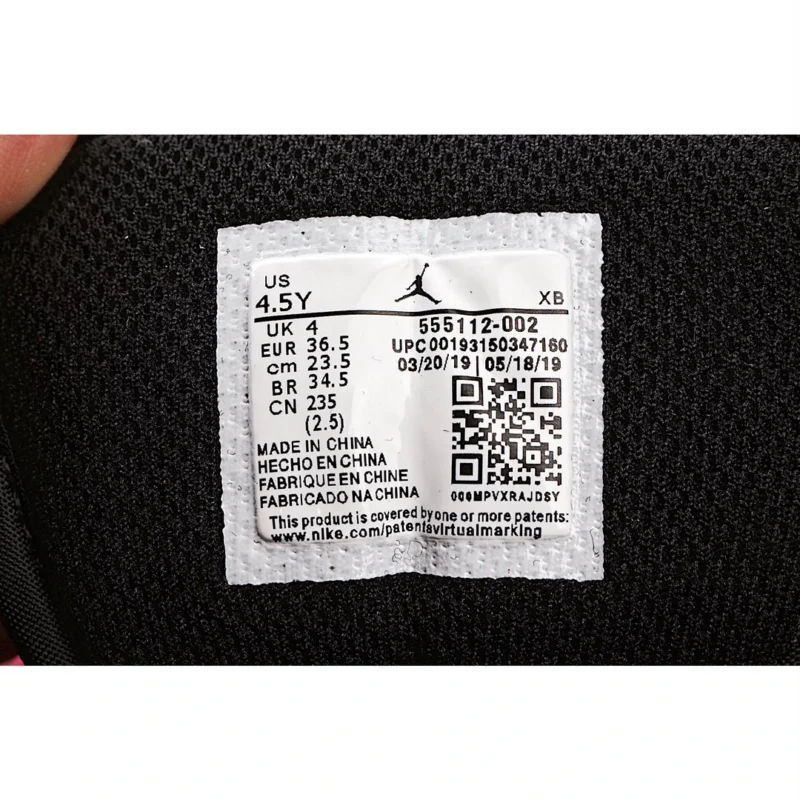 US
4.5Y
XB
UK 4
EUR 36.5
cm 23.5
BR 34.5
CN 235
(2.5)
555112-002
UPC00193150347160
03/20/19 | 05/18/19
000MPVXRAJDSY
MADE IN CHINA
HECHO EN CHINA
FABRIQUE EN CHINE
FABRICADO NA CHINA
This product is covered by one or more patents:
www.nike.com/patentsvirtualmarking